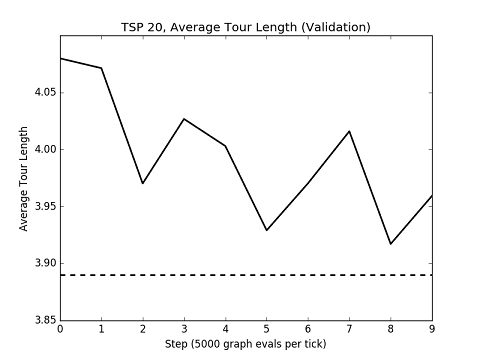 TSP 20, Average Tour Length (Validation)
Average Tour Length
4.05
4.00
3.95
3.90
3.85
0 1 2 3 4 5 6 7 8 9
Step (5000 graph evals per tick)